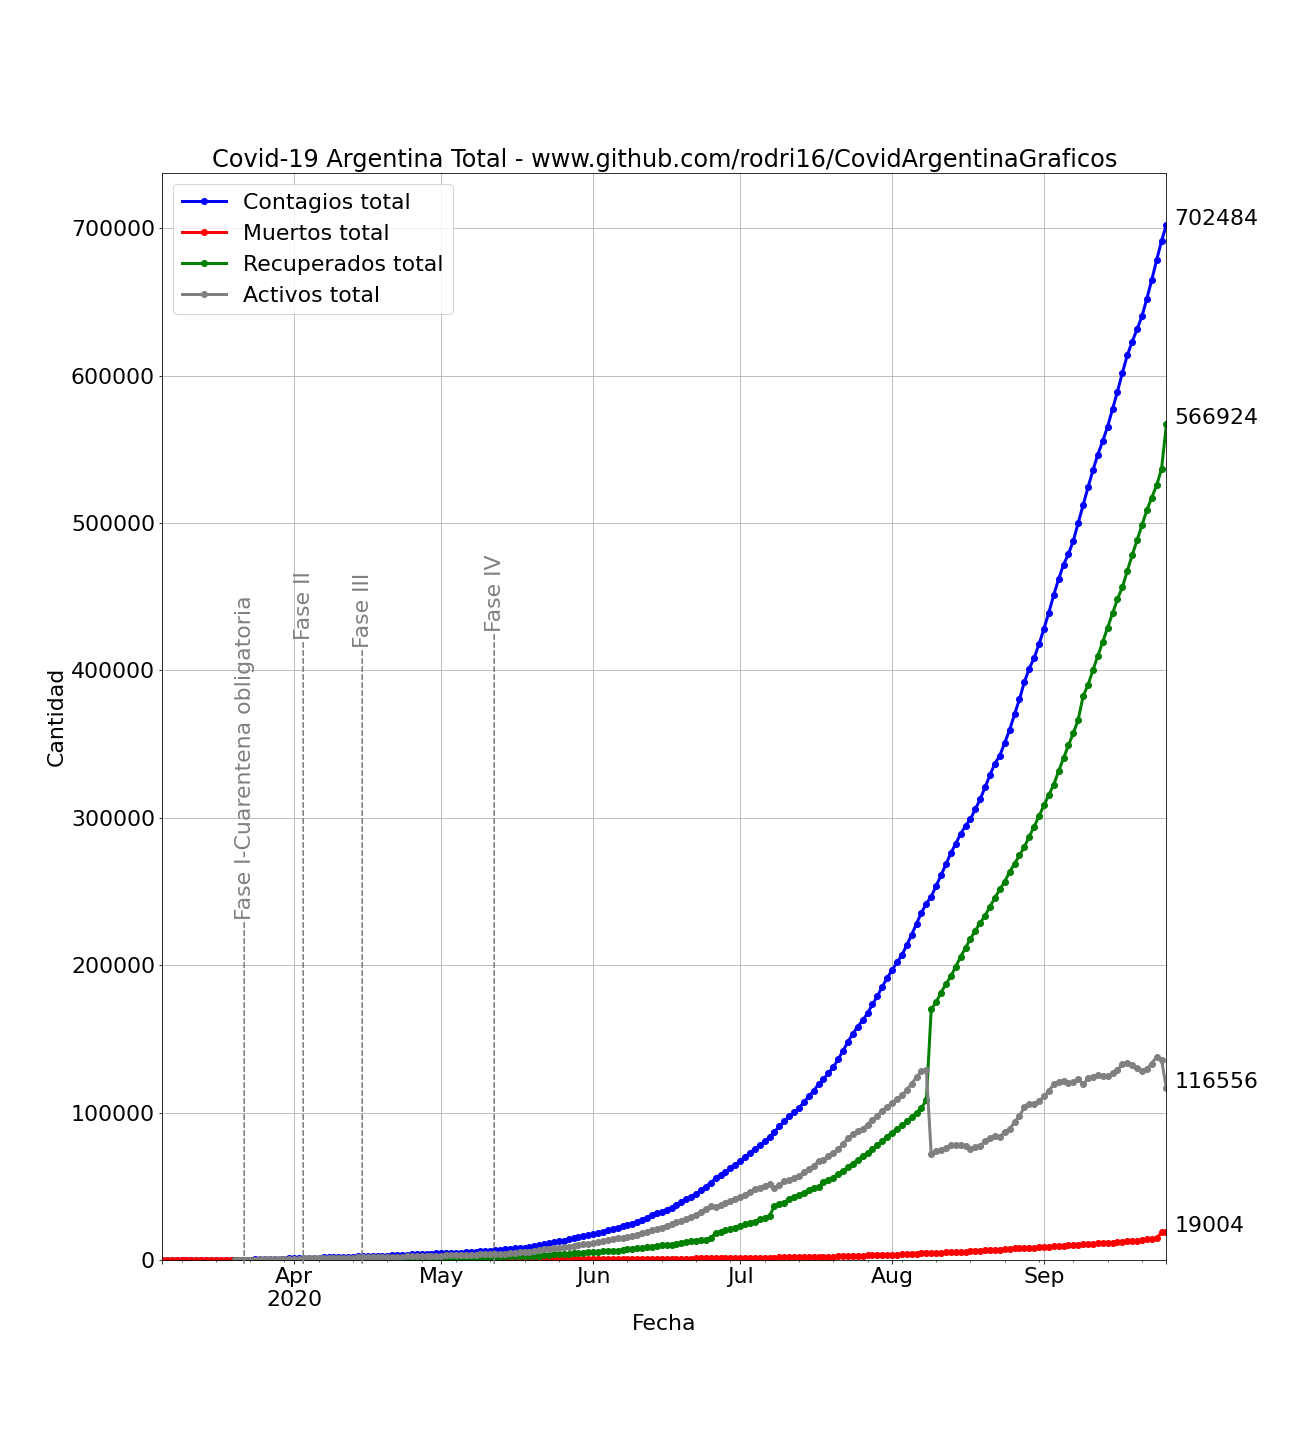 Covid-19 Argentina Total - www.github.com/rodri16/CovidArgentinaGraficos
Contagios total
Muertos total
Recuperados total
Activos total
700000
600000
500000
400000
300000
200000
100000
0
Cantidad
Fase I-Cuarentena obligatoria
Fase II
Fase III
Fase IV
702484
566924
116556
19004
Apr
2020
May
Jun
Jul
Aug
Sep
Fecha